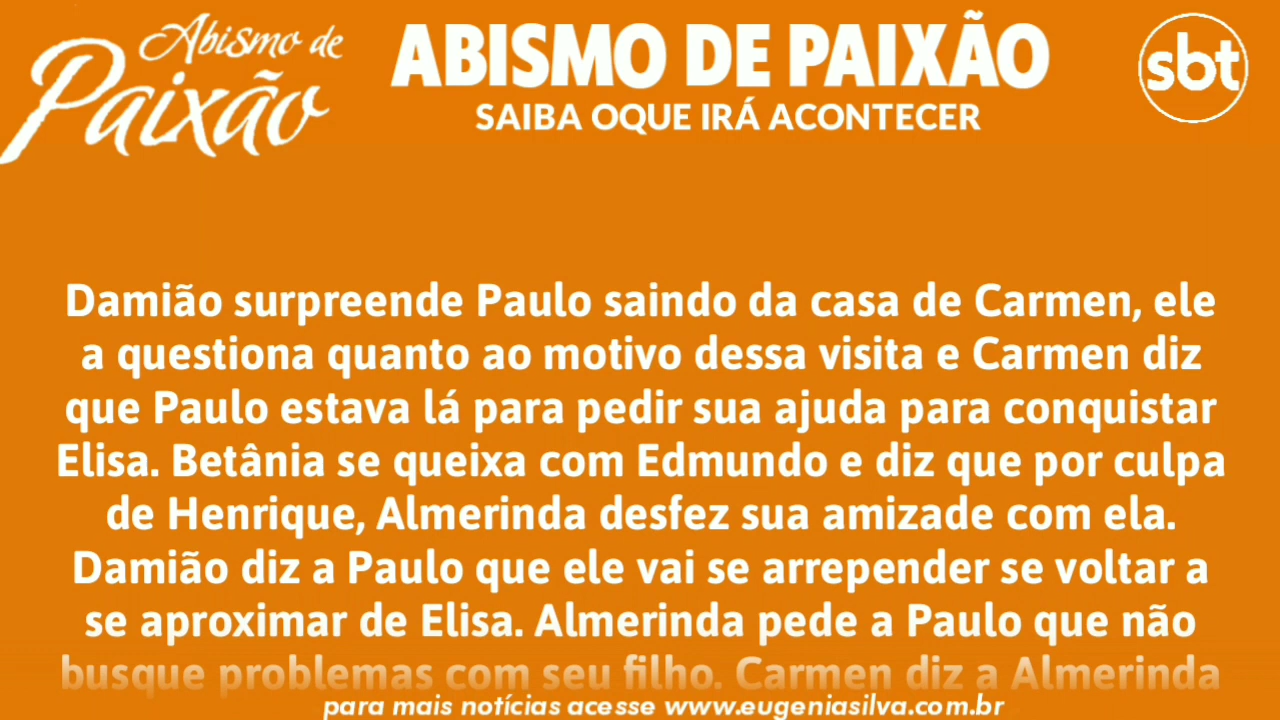 Abismo de
Paixão
ABISMO DE PAIXÃO
SAIBA OQUE IRÁ ACONTECER
sbt
Damião surpreende Paulo saindo da casa de Carmen, ele
a questiona quanto ao motivo dessa visita e Carmen diz
que Paulo estava lá para pedir sua ajuda para conquistar
Elisa. Betânia se queixa com Edmundo e diz que por culpa
de Henrique, Almerinda desfez sua amizade com ela.
Damião diz a Paulo que ele vai se arrepender se voltar a
se aproximar de Elisa. Almerinda pede a Paulo que não
busque problemas com seu filho. Carmen diz a Almerinda
para mais notícias acesse www.eugeniasilva.com.br